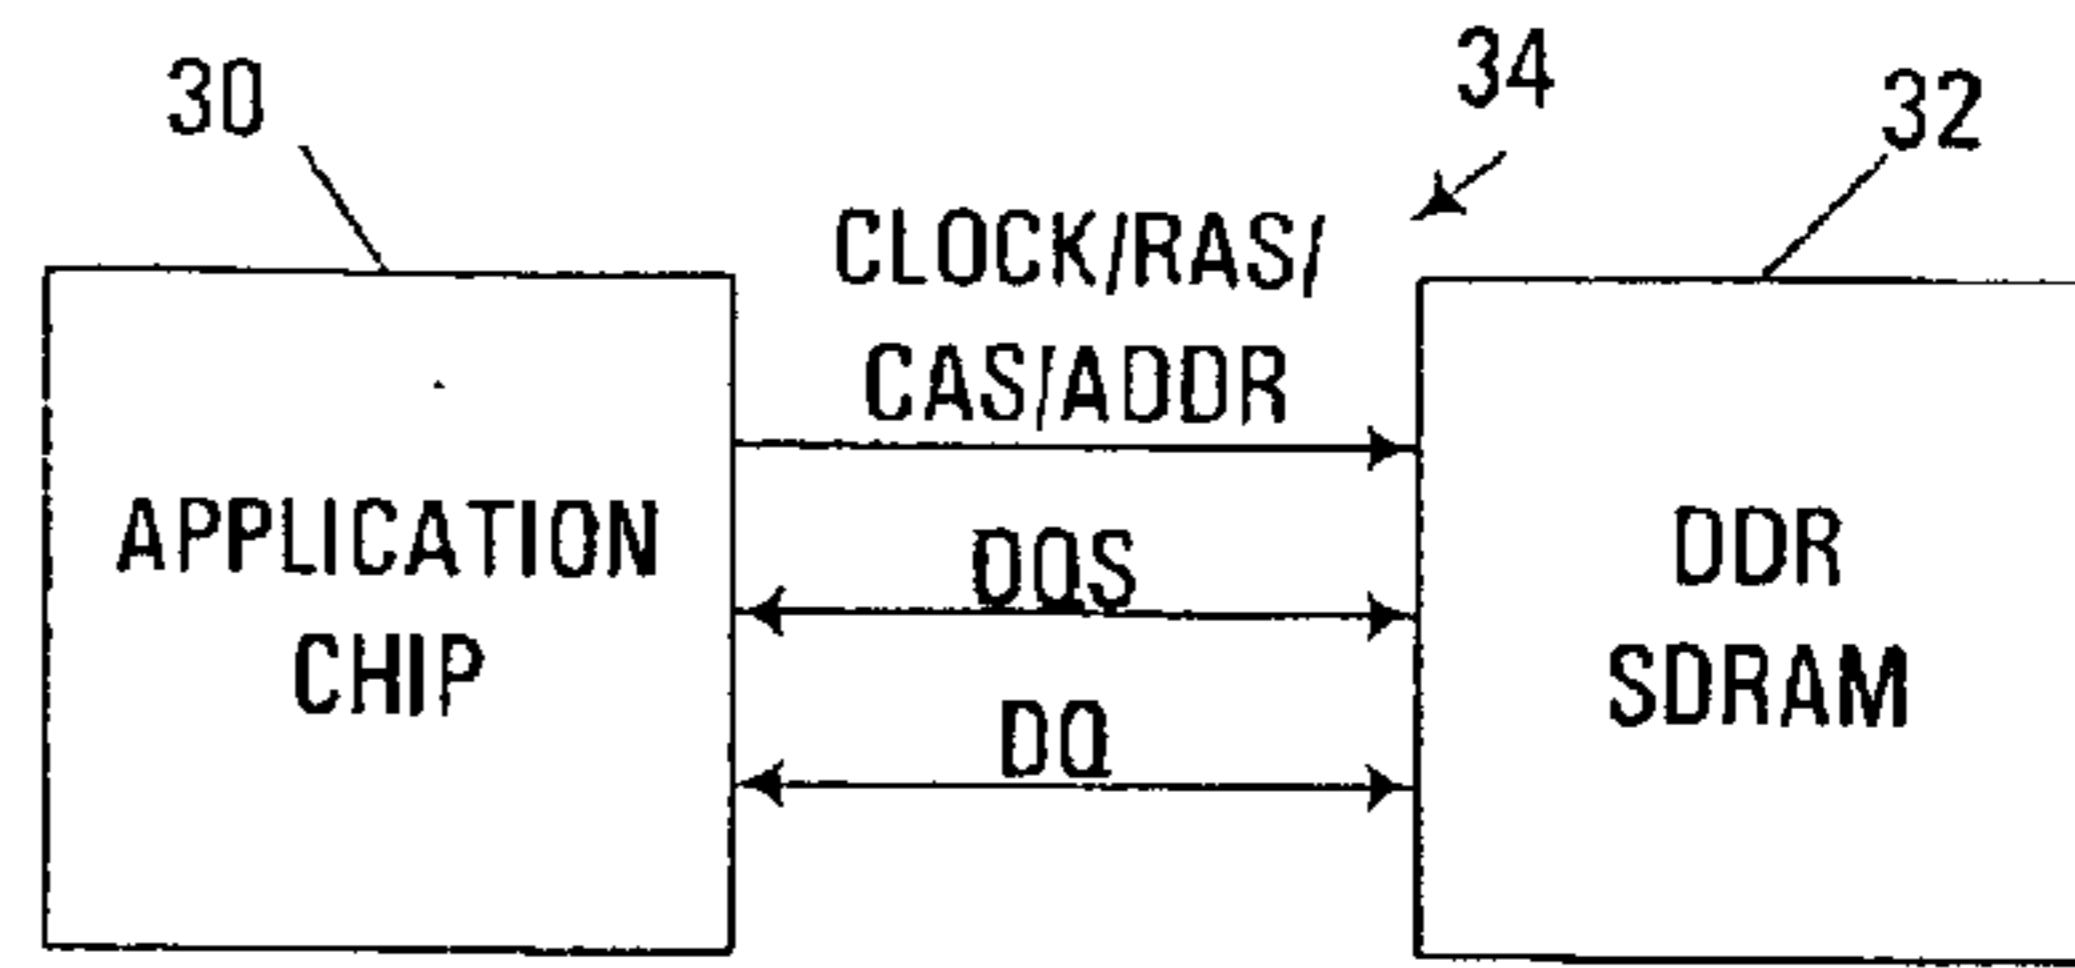 30
34
32
CLOCK/RAS/
CAS/ADDR
APPLICATION
CHIP
DQS
DQ
DDR
SDRAM